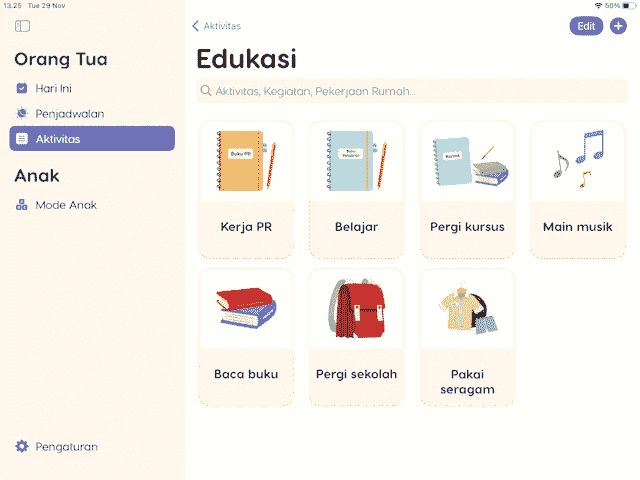 13.25 Tue 29 Nov
50%
Orang Tua
Hari Ini
Penjadwalan
Aktivitas
Anak
Mode Anak
Pengaturan
Aktivitas
Edit
Edukasi
Aktivitas, Kegiatan, Pekerjaan Rumah...
Buku PR
Kerja PR
Belajar
Pergi kursus
Main musik
Baca buku
Pergi sekolah
Pakai
seragam